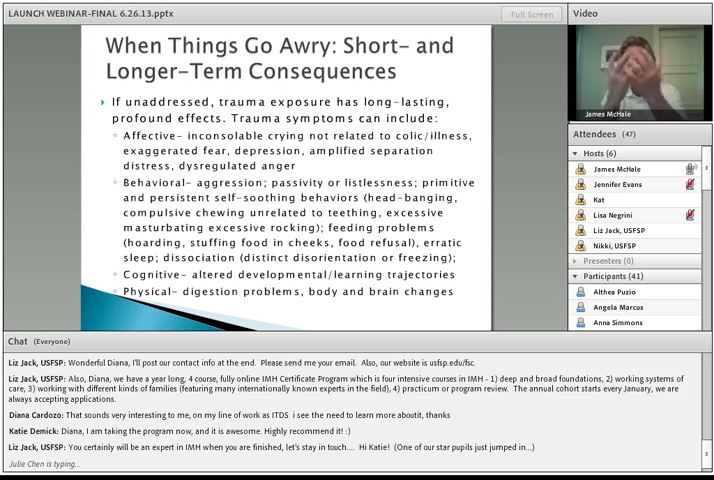 LAUNCH WEBINAR-FINAL 6.26.13.pptx
Full Screen
When Things Go Awry: Short- and
Longer-Term Consequences
If unaddressed, trauma exposure has long-lasting,
profound effects. Trauma symptoms can include:
Affective- inconsolable crying not related to colic/illness,
exaggerated fear, depression, amplified separation
distress, dysregulated anger
Behavioral- aggression; passivity or listlessness; primitive
and persistent self-soothing behaviors (head-banging,
compulsive chewing unrelated to teething, excessive
masturbating excessive rocking); feeding problems
(hoarding, stuffing food in cheeks, food refusal), erratic
sleep; dissociation (distinct disorientation or freezing);
Cognitive- altered developmental/learning trajectories
Physical- digestion problems, body and brain changes
Video
James McHale
Attendees (47)
Hosts (6)
James McHale
Jennifer Evans
Kat
Lisa Negrini
Liz Jack, USFSP
Nikki, USFSP
Presenters (0)
Participants (41)
Althea Puzio
Angela Marcus
Anna Simmons
Chat (Everyone)
Liz Jack, USFSP: Wonderful Diana, I'll post our contact info at the end. Please send me your email. Also, our website is usfsp.edu/fsc.
Liz Jack, USFSP: Also, Diana, we have a year long, 4 course, fully online IMH Certificate Program which is four intensive courses in IMH - 1) deep and broad foundations, 2) working systems of
care, 3) working with different kinds of families (featuring many internationally known experts in the field), 4) practicum or program review. The annual cohort starts every January, we are
always accepting applications.
Diana Cardozo: That sounds very interesting to me, on my line of work as ITDS i see the need to learn more aboutit, thanks
Katie Demick: Diana, I am taking the program now, and it is awesome. Highly recommend it! :)
Liz Jack, USFSP: You certainly will be an expert in IMH when you are finished, let's stay in touch.... Hi Katie! (One of our star pupils just jumped in...)
Julie Chen is typing...